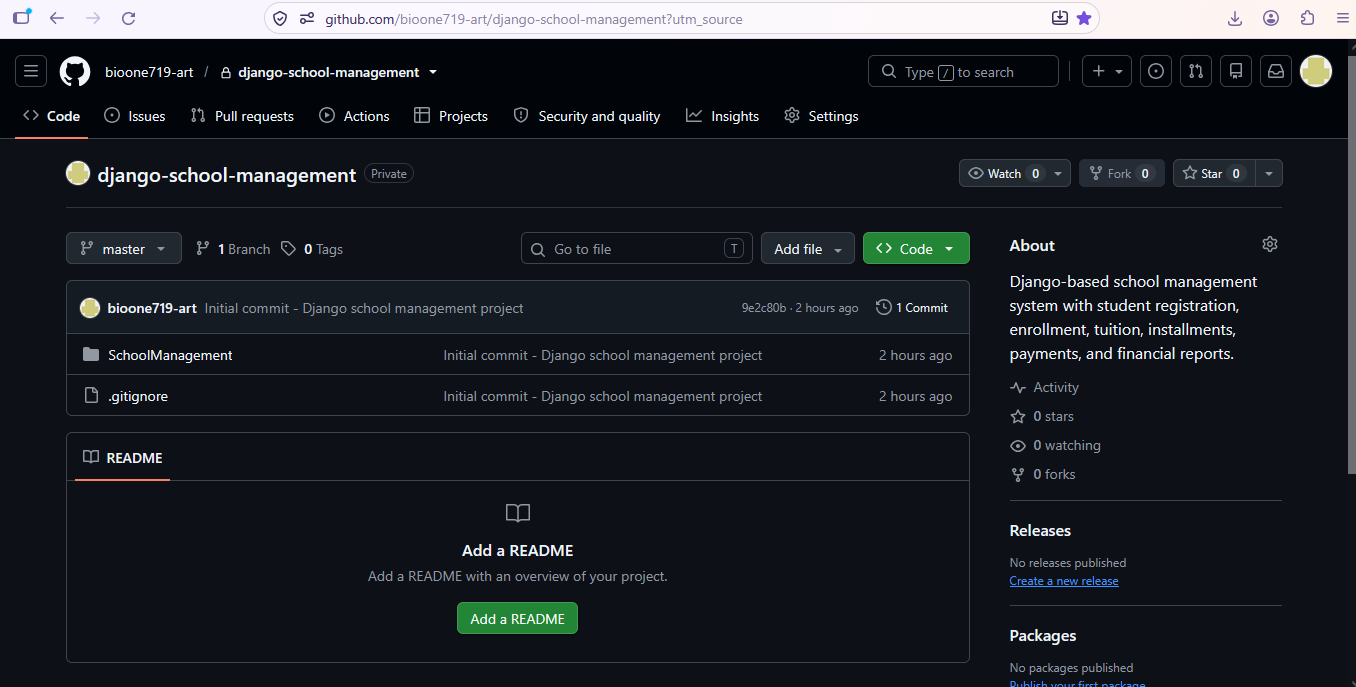 github.com/bioone719-art/django-school-management?utm_source
bioone719-art / django-school-management
Type / to search
Code Issues Pull requests Actions Projects Security and quality Insights Settings
django-school-management Private
Watch 0 Fork 0 Star 0
master 1 Branch 0 Tags Go to file T Add file Code
bioone719-art Initial commit - Django school management project 9e2c80b · 2 hours ago 1 Commit
SchoolManagement Initial commit - Django school management project 2 hours ago
.gitignore Initial commit - Django school management project 2 hours ago
README
Add a README
Add a README with an overview of your project.
Add a README
About
Django-based school management
system with student registration,
enrollment, tuition, installments,
payments, and financial reports.
Activity
0 stars
0 watching
0 forks
Releases
No releases published
Create a new release
Packages
No packages published
Publish your first package